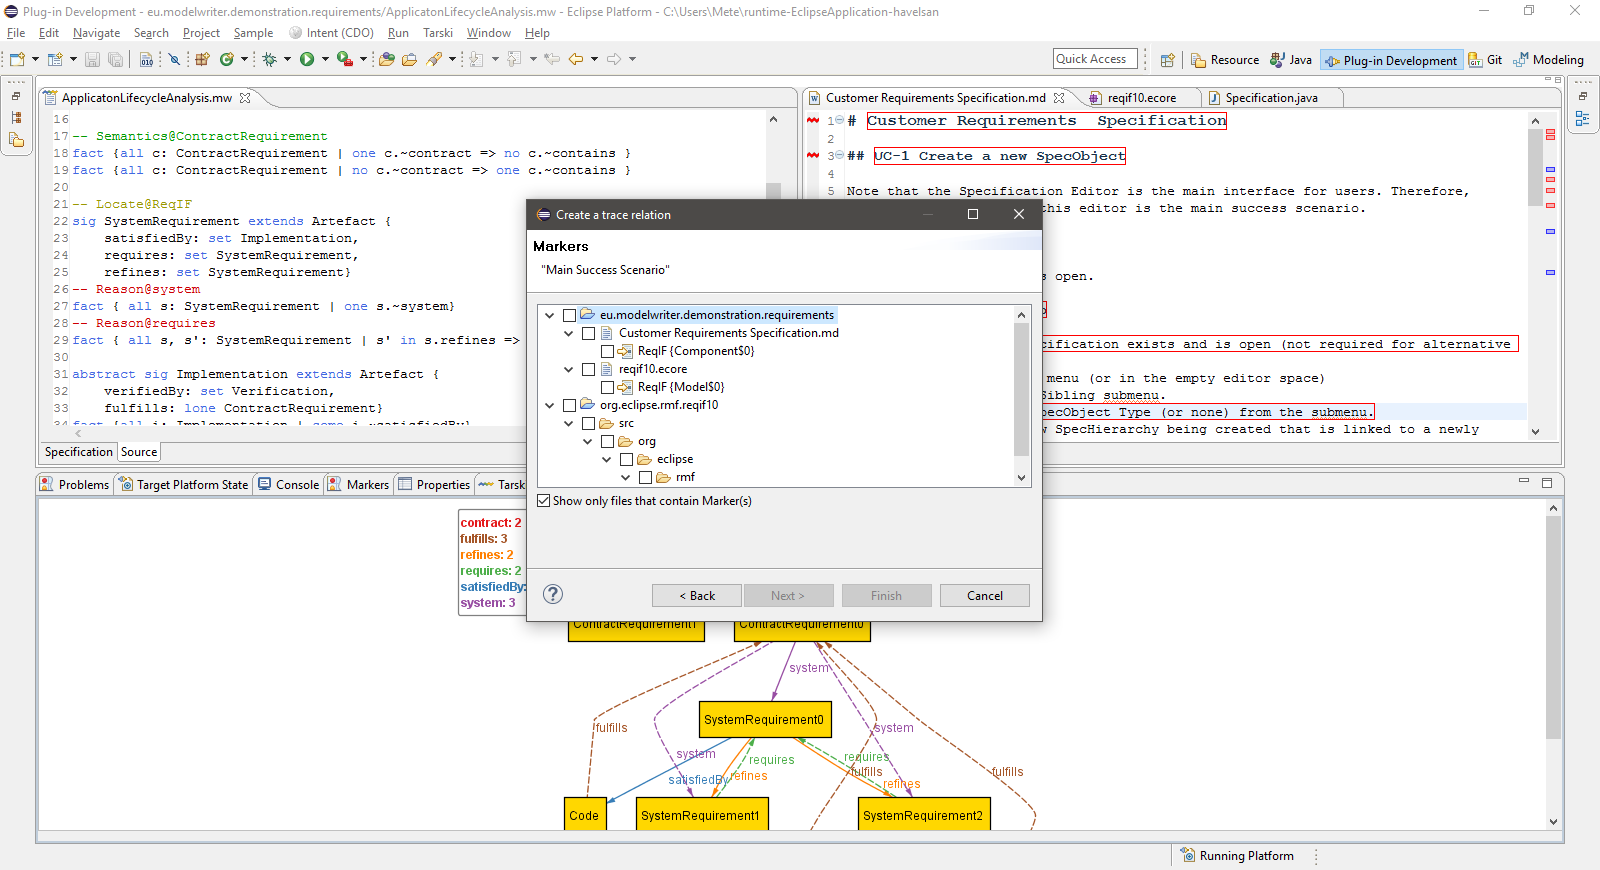 Plug-in Development - eu.modelwriter.demonstration.requirements/ApplicatonLifecycleAnalysis.mw - Eclipse Platform - C:\Users\Mete\runtime-EclipseApplication-havelsan
File Edit Navigate Search Project Sample Intent (CDO) Run Tarski Window Help
Quick Access Resource Java Plug-in Development Git Modeling
ApplicatonLifecycleAnalysis.mw
16
17 -- Semantics@ContractRequirement
18 fact {all c: ContractRequirement | one c.~contract => no c.~contains }
19 fact {all c: ContractRequirement | no c.~contract => one c.~contains }
20
21 -- Locate@ReqIF
22 sig SystemRequirement extends Artefact {
23 satisfiedBy: set Implementation,
24 requires: set SystemRequirement,
25 refines: set SystemRequirement}
26 -- Reason@system
27 fact { all s: SystemRequirement | one s.~system}
28 -- Reason@requires
29 fact { all s, s': SystemRequirement | s' in s.refines =>
30
31 abstract sig Implementation extends Artefact {
32 verifiedBy: set Verification,
33 fulfills: lone ContractRequirement}
34 fact {all i: Implementation | some i.~satisfiedBy}
Specification Source
Customer Requirements Specification.md reqif10.ecore Specification.java
1 # Customer Requirements Specification
2
3 ## UC-1 Create a new SpecObject
4
5 Note that the Specification Editor is the main interface for users. Therefore,
this editor is the main success scenario.
s open.
cification exists and is open (not required for alternative
menu (or in the empty editor space)
Sibling submenu.
pecObject Type (or none) from the submenu.
w SpecHierarchy being created that is linked to a newly
Create a trace relation
Markers
"Main Success Scenario"
eu.modelwriter.demonstration.requirements
Customer Requirements Specification.md
ReqIF {Component$0}
reqif10.ecore
ReqIF {Model$0}
org.eclipse.rmf.reqif10
src
org
eclipse
rmf
Show only files that contain Marker(s)
? < Back Next > Finish Cancel
Problems Target Platform State Console Markers Properties Tarsk
contract: 2
fulfills: 3
refines: 2
requires: 2
satisfiedBy:
system: 3
ContractRequirement1 ContractRequirement0
system
SystemRequirement0
fulfills system system
requires requires
satisfiedBy refines fulfills refines fulfills
Code SystemRequirement1 SystemRequirement2
Running Platform